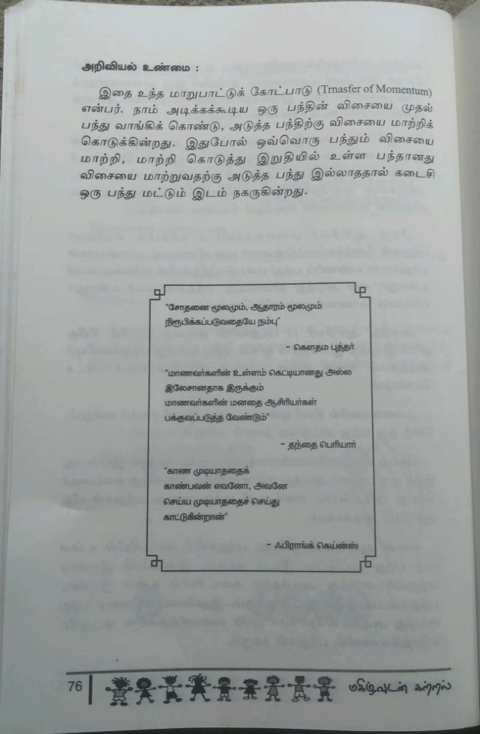 அறிவியல் உண்மை :
இதை உந்த மாறுபாட்டுக் கோட்பாடு (Trnasfer of Momentum)
என்பர். நாம் அடிக்கக்கூடிய ஒரு பந்தின் விசையை முதல்
பந்து வாங்கிக் கொண்டு, அடுத்த பந்திற்கு விசையை மாற்றிக்
கொடுக்கின்றது. இதுபோல் ஒவ்வொரு பந்தும் விசையை
மாற்றி, மாற்றி கொடுத்து இறுதியில் உள்ள பந்தானது
விசையை மாற்றுவதற்கு அடுத்த பந்து இல்லாததால் கடைசி
ஒரு பந்து மட்டும் இடம் நகருகின்றது.
"சோதனை மூலமும், ஆதாரம் மூலமும்
நிரூபிக்கப்படுவதையே நம்பு"
- கௌதம புத்தர்
"மாணவர்களின் உள்ளம் கெட்டியானது அல்ல
இலேசானதாக இருக்கும்
மாணவர்களின் மனதை ஆசிரியர்கள்
பக்குவப்படுத்த வேண்டும்"
- தந்தை பெரியார்
"காண முடியாததைக்
காண்பவன் எவனோ, அவனே
செய்ய முடியாததைச் செய்து
காட்டுகின்றான்"
- ஃபிராங்க் கெய்ன்ஸ்
76 மகிழ்வுடன் கற்றல்